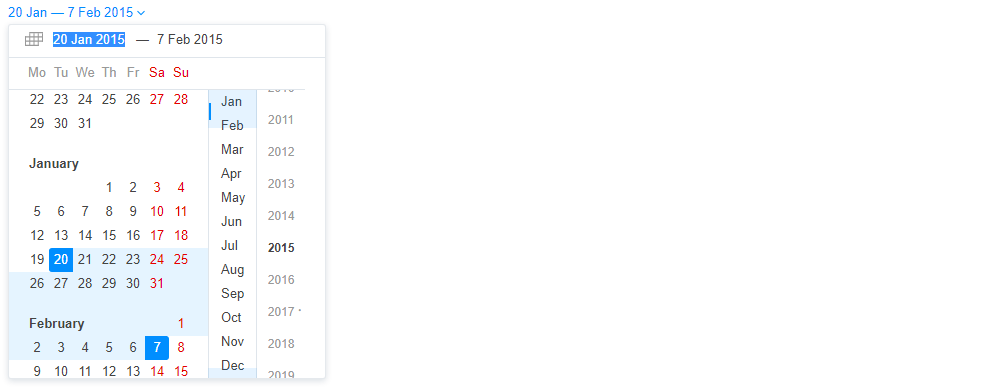 20 Jan — 7 Feb 2015
20 Jan 2015 — 7 Feb 2015
Mo Tu We Th Fr Sa Su
22 23 24 25 26 27 28
29 30 31
January
1 2 3 4
5 6 7 8 9 10 11
12 13 14 15 16 17 18
19 20 21 22 23 24 25
26 27 28 29 30 31
February 1
2 3 4 5 6 7 8
9 10 11 12 13 14 15
Jan
Feb
Mar
Apr
May
Jun
Jul
Aug
Sep
Oct
Nov
Dec
2010
2011
2012
2013
2014
2015
2016
2017
2018
2019